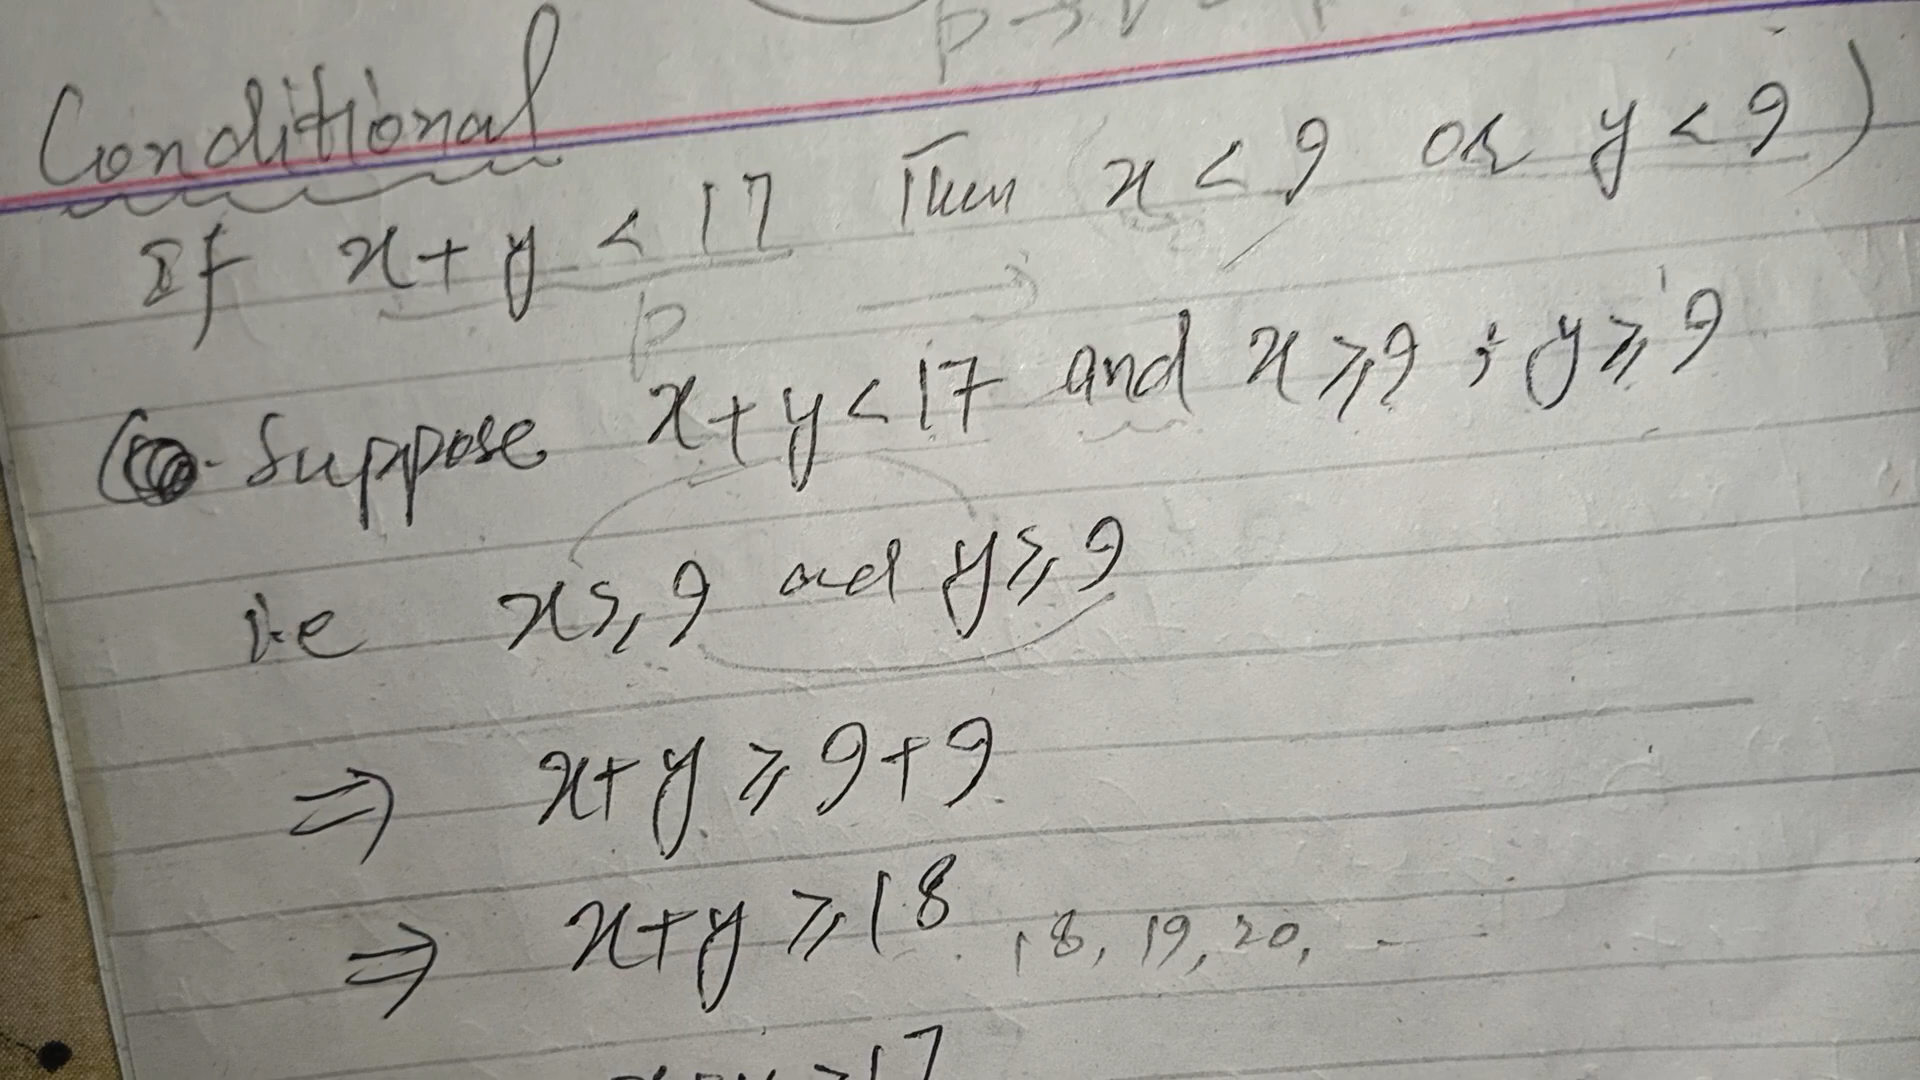 p→
Conditional
If x+y < 17 Then x < 9 or y < 9)
p →
Suppose x+y < 17 and x ⩾ 9 ; y ⩾ 9
i.e x ⩾ 9 and y ⩾ 9
⇒ x+y ⩾ 9+9
⇒ x+y ⩾ 18 18, 19, 20, - -
17